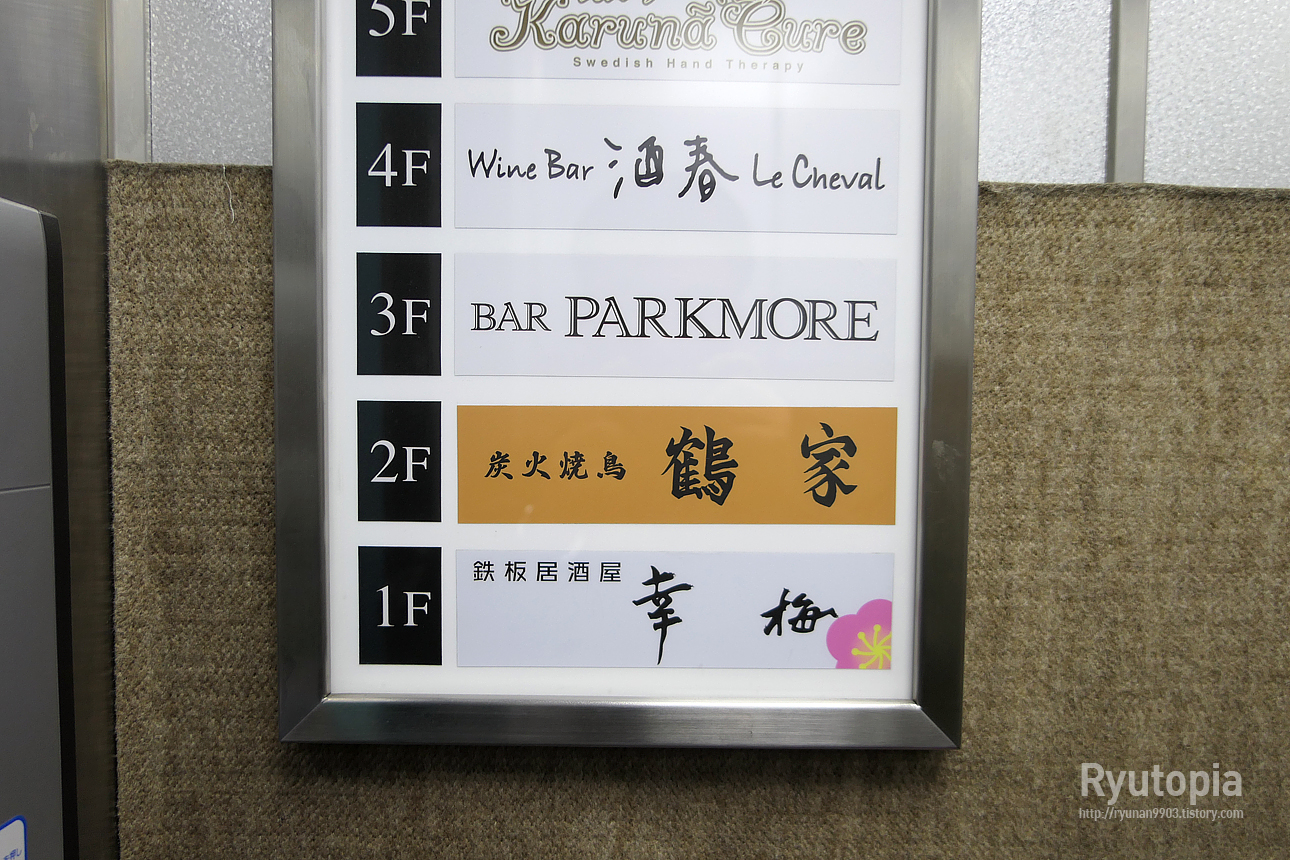 5F
Karunã Cure
Swedish Hand Therapy
4F Wine Bar 酒春 Le Cheval
3F BAR PARKMORE
2F 炭火焼鳥 鶴家
1F 鉄板居酒屋 幸梅
Ryutopia
http://ryunan9903.tistory.com